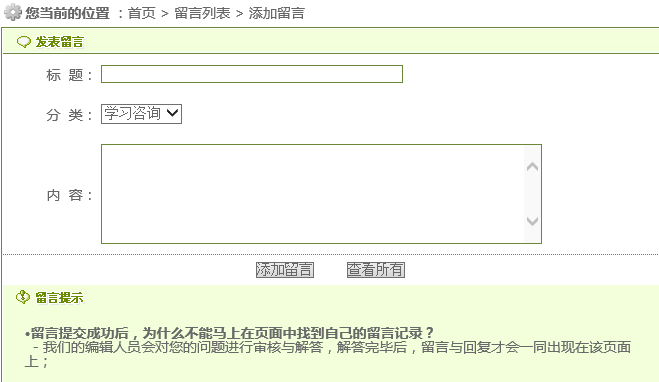 您当前的位置 ：首页 > 留言列表 > 添加留言
发表留言
标 题：
分 类： 学习咨询
内 容：
添加留言 查看所有
留言提示
•留言提交成功后，为什么不能马上在页面中找到自己的留言记录？
- 我们的编辑人员会对您的问题进行审核与解答，解答完毕后，留言与回复才会一同出现在该页面
上；